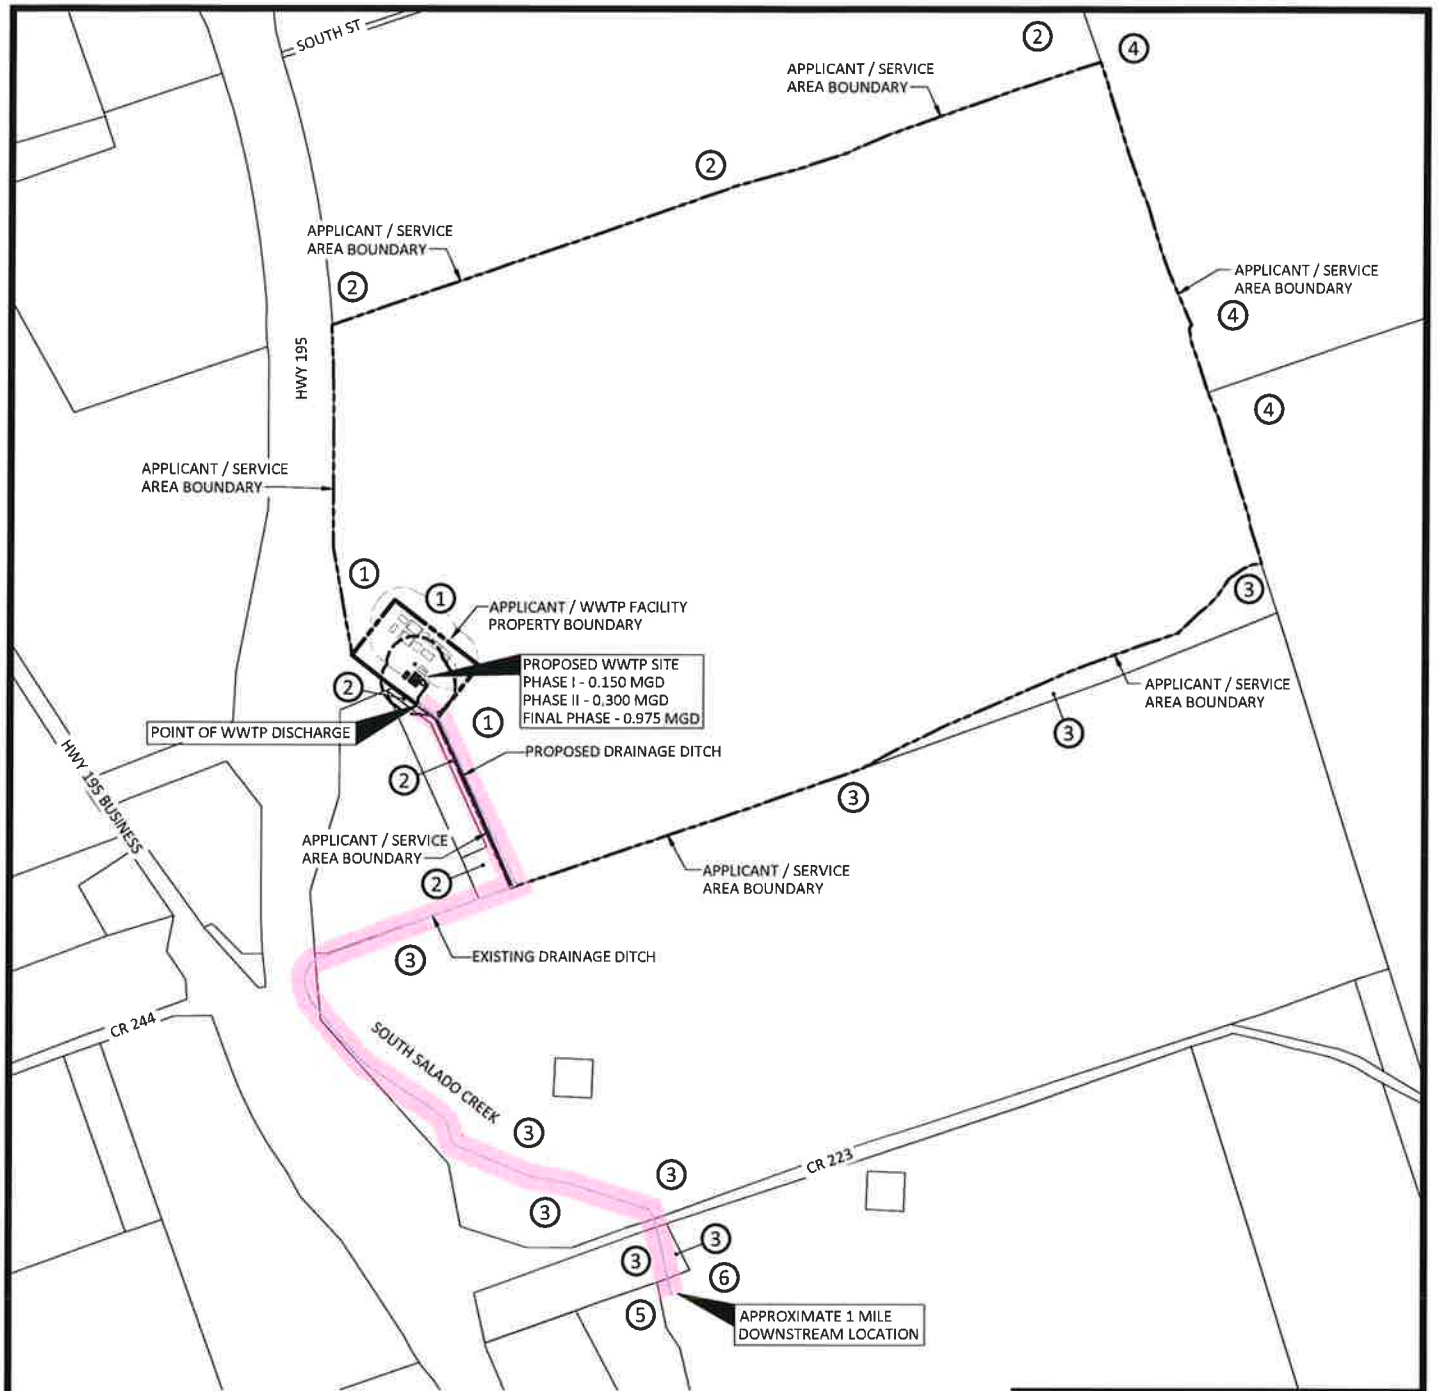 SOUTH ST
2
4
APPLICANT / SERVICE
AREA BOUNDARY
2
APPLICANT / SERVICE
AREA BOUNDARY
2
APPLICANT / SERVICE
AREA BOUNDARY
4
HWY 195
4
APPLICANT / SERVICE
AREA BOUNDARY
1
1
APPLICANT / WWTP FACILITY
PROPERTY BOUNDARY
3
PROPOSED WWTP SITE
PHASE I - 0.150 MGD
PHASE II - 0.300 MGD
FINAL PHASE - 0.975 MGD
2
1
APPLICANT / SERVICE
AREA BOUNDARY
POINT OF WWTP DISCHARGE
3
PROPOSED DRAINAGE DITCH
HWY 195 BUSINESS
2
3
APPLICANT / SERVICE
AREA BOUNDARY
APPLICANT / SERVICE
AREA BOUNDARY
2
EXISTING DRAINAGE DITCH
3
CR 244
SOUTH SALADO CREEK
3
CR 223
3
3
3
3
6
5
APPROXIMATE 1 MILE
DOWNSTREAM LOCATION